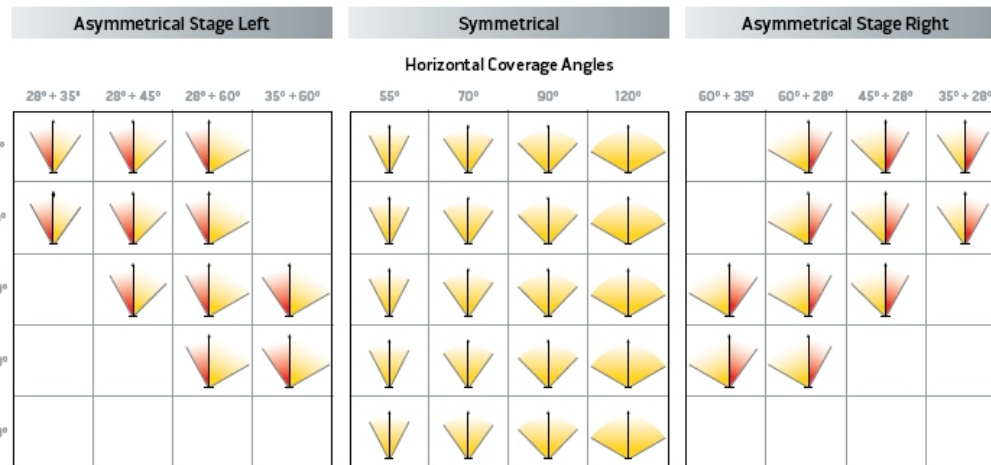 Asymmetrical Stage Left Symmetrical Asymmetrical Stage Right
Horizontal Coverage Angles
28° + 35° 28° + 45° 28° + 60° 35° + 60° 55° 70° 90° 120° 60° + 35° 60° + 28° 45° + 28° 35° + 28°